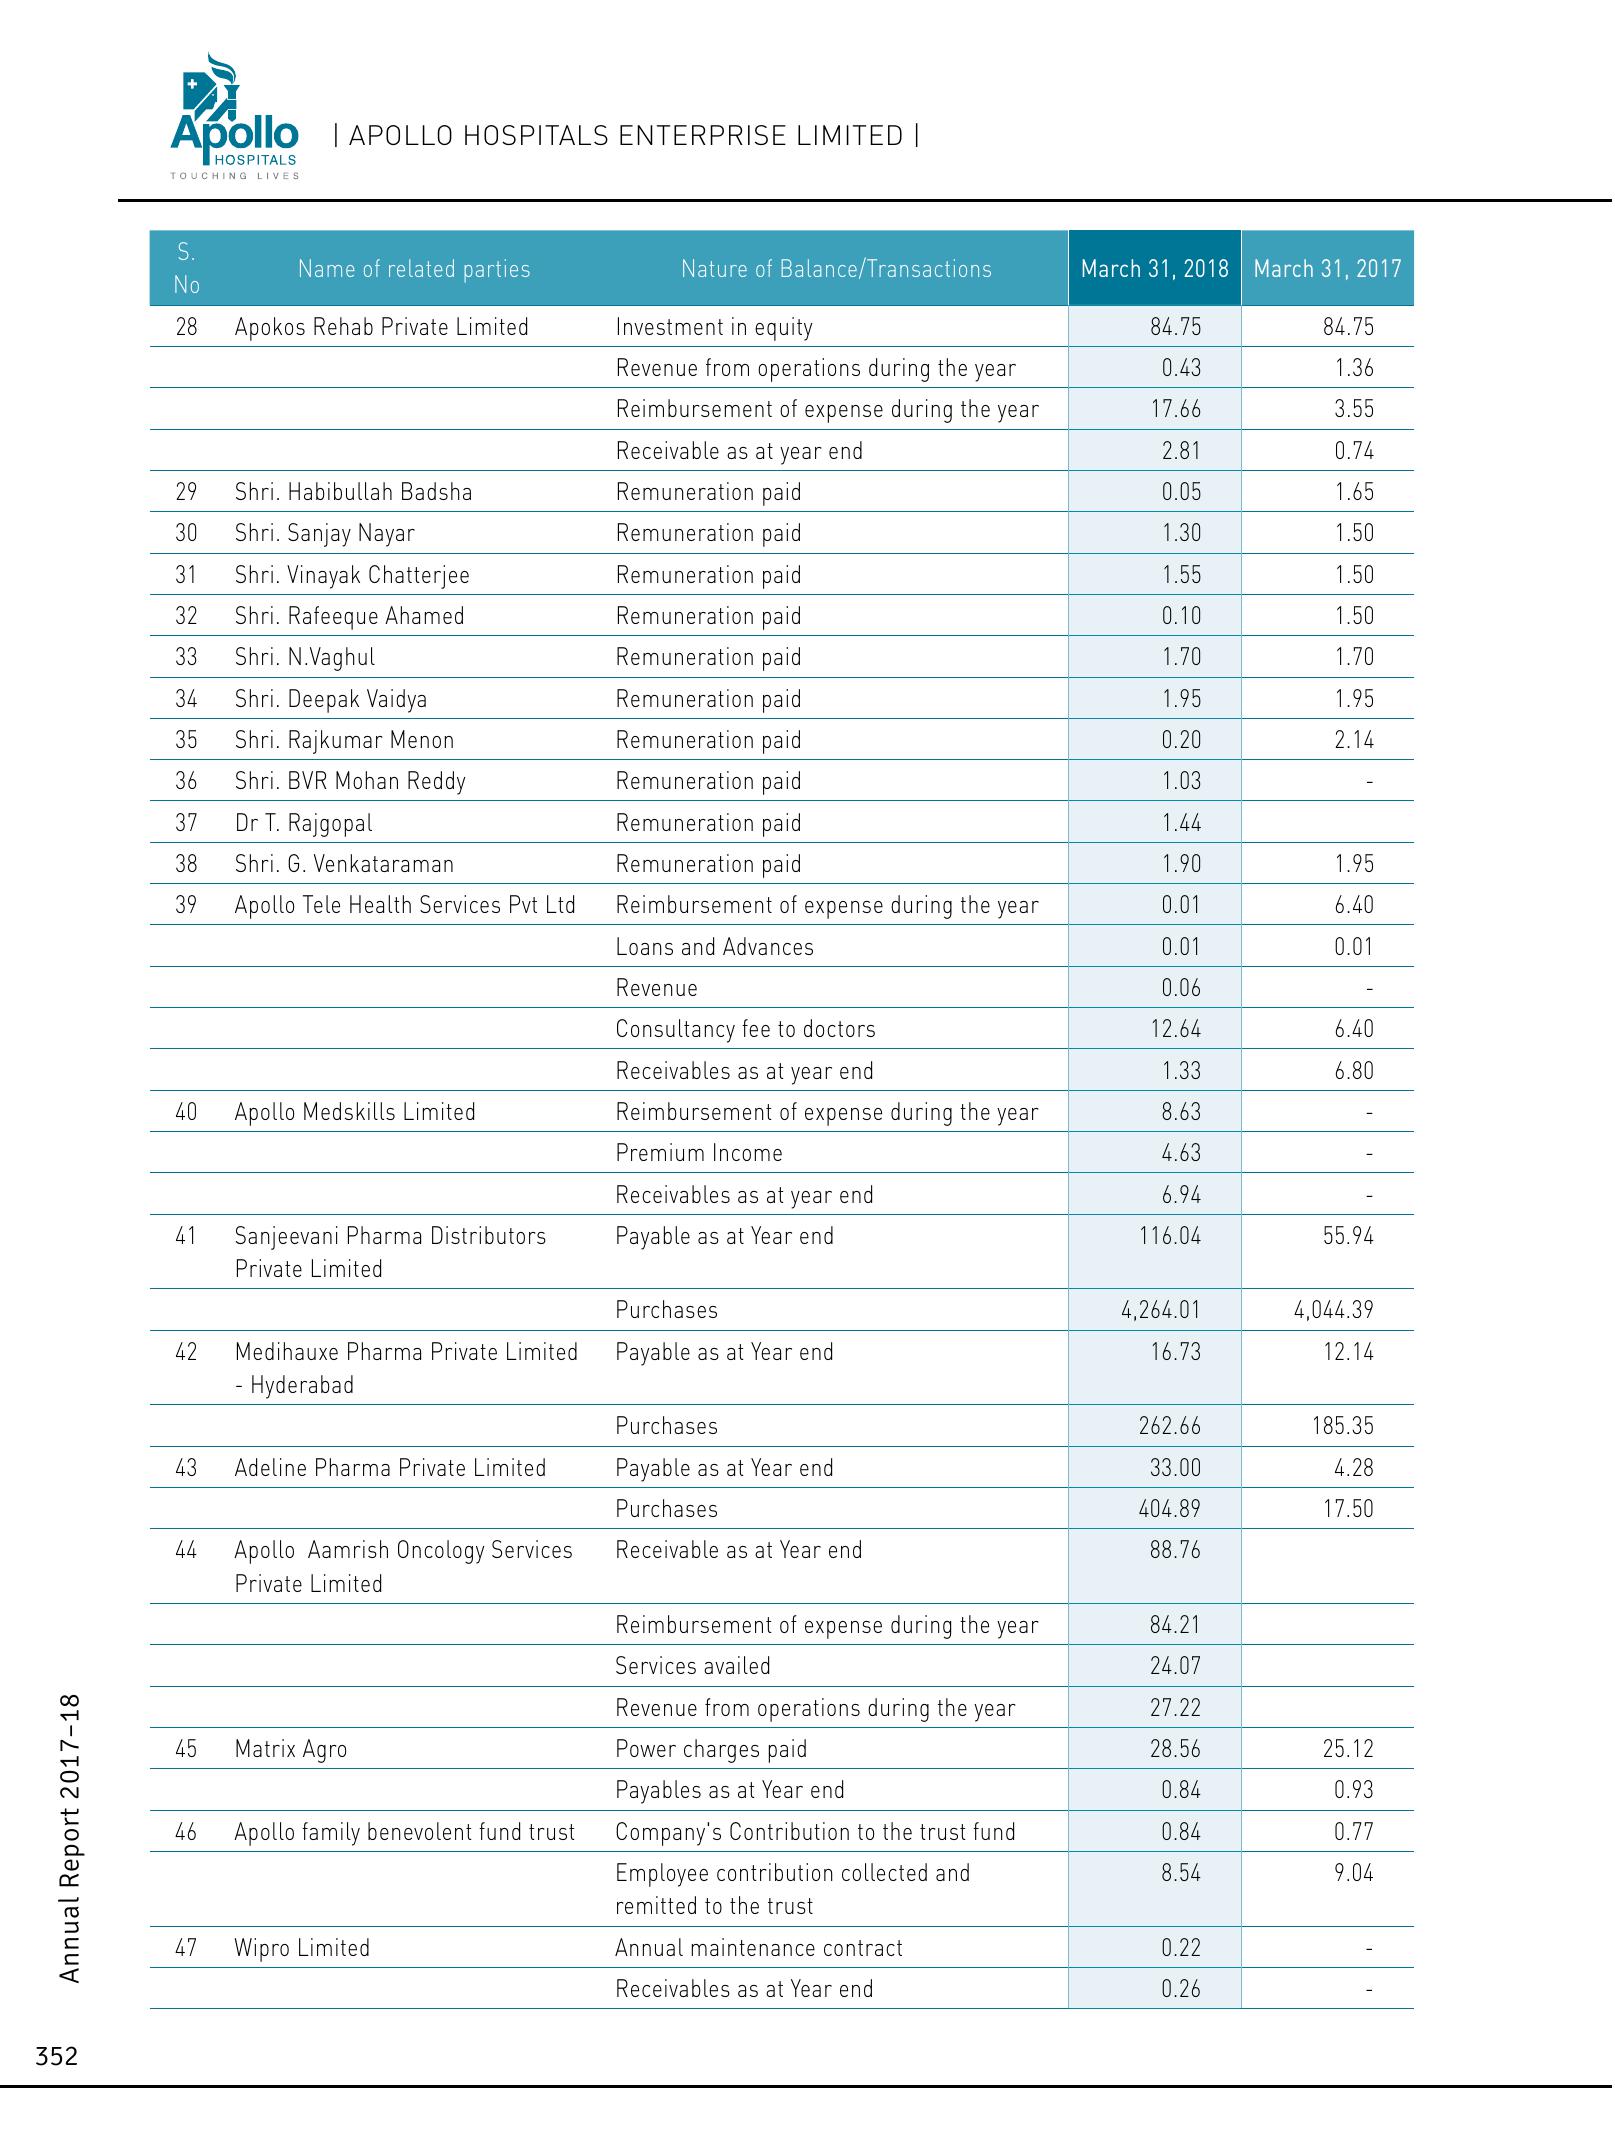 Apollo
HOSPITALS
TOUCHING LIVES
| APOLLO HOSPITALS ENTERPRISE LIMITED |
S. No Name of related parties Nature of Balance/Transactions March 31, 2018 March 31, 2017
28 Apokos Rehab Private Limited Investment in equity 84.75 84.75
Revenue from operations during the year 0.43 1.36
Reimbursement of expense during the year 17.66 3.55
Receivable as at year end 2.81 0.74
29 Shri. Habibullah Badsha Remuneration paid 0.05 1.65
30 Shri. Sanjay Nayar Remuneration paid 1.30 1.50
31 Shri. Vinayak Chatterjee Remuneration paid 1.55 1.50
32 Shri. Rafeeque Ahamed Remuneration paid 0.10 1.50
33 Shri. N.Vaghul Remuneration paid 1.70 1.70
34 Shri. Deepak Vaidya Remuneration paid 1.95 1.95
35 Shri. Rajkumar Menon Remuneration paid 0.20 2.14
36 Shri. BVR Mohan Reddy Remuneration paid 1.03 -
37 Dr T. Rajgopal Remuneration paid 1.44
38 Shri. G. Venkataraman Remuneration paid 1.90 1.95
39 Apollo Tele Health Services Pvt Ltd Reimbursement of expense during the year 0.01 6.40
Loans and Advances 0.01 0.01
Revenue 0.06 -
Consultancy fee to doctors 12.64 6.40
Receivables as at year end 1.33 6.80
40 Apollo Medskills Limited Reimbursement of expense during the year 8.63 -
Premium Income 4.63 -
Receivables as at year end 6.94 -
41 Sanjeevani Pharma Distributors Payable as at Year end 116.04 55.94
Private Limited
Purchases 4,264.01 4,044.39
42 Medihauxe Pharma Private Limited Payable as at Year end 16.73 12.14
- Hyderabad
Purchases 262.66 185.35
43 Adeline Pharma Private Limited Payable as at Year end 33.00 4.28
Purchases 404.89 17.50
44 Apollo Aamrish Oncology Services Receivable as at Year end 88.76
Private Limited
Reimbursement of expense during the year 84.21
Services availed 24.07
Revenue from operations during the year 27.22
45 Matrix Agro Power charges paid 28.56 25.12
Payables as at Year end 0.84 0.93
46 Apollo family benevolent fund trust Company's Contribution to the trust fund 0.84 0.77
Employee contribution collected and 8.54 9.04
remitted to the trust
47 Wipro Limited Annual maintenance contract 0.22 -
Receivables as at Year end 0.26 -
Annual Report 2017–18
352